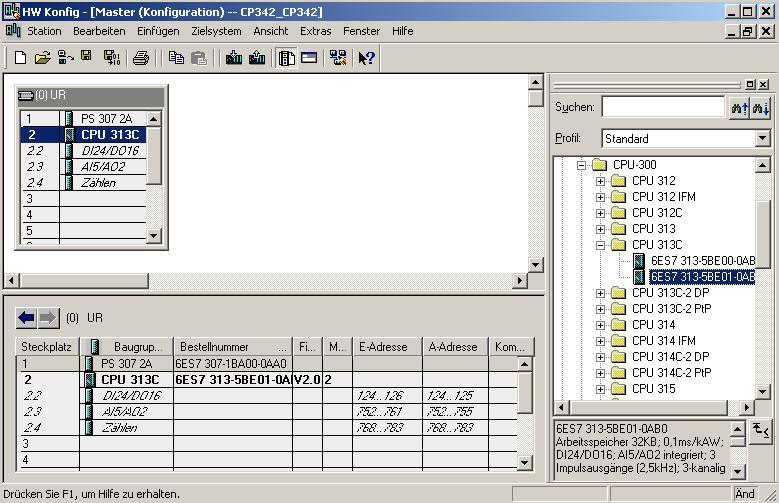 HW Konfig - [Master (Konfiguration) -- CP342_CP342]
Station Bearbeiten Einfügen Zielsystem Ansicht Extras Fenster Hilfe
(0) UR
1 PS 307 2A
2 CPU 313C
2.2 DI24/DO16
2.3 AI5/AO2
2.4 Zählen
3
4
5
Suchen:
Profil: Standard
CPU-300
CPU 312
CPU 312 IFM
CPU 312C
CPU 313
CPU 313C
6ES7 313-5BE00-0AB
6ES7 313-5BE01-0AB
CPU 313C-2 DP
CPU 313C-2 PtP
CPU 314
CPU 314 IFM
CPU 314C-2 DP
CPU 314C-2 PtP
CPU 315
6ES7 313-5BE01-0AB0
Arbeitsspeicher 32KB; 0,1ms/kAW;
DI24/DO16; AI5/AO2 integriert; 3
Impulsausgänge (2,5kHz); 3-kanalig
(0) UR
Steckplatz Baugrup... Bestellnummer ... Fi... M... E-Adresse A-Adresse Kom...
1 PS 307 2A 6ES7 307-1BA00-0AA0
2 CPU 313C 6ES7 313-5BE01-0AI V2.0 2
2.2 DI24/DO16 124...126 124...125
2.3 AI5/AO2 752...761 752...755
2.4 Zählen 768...783 768...783
3
4
Drücken Sie F1, um Hilfe zu erhalten.
Änd